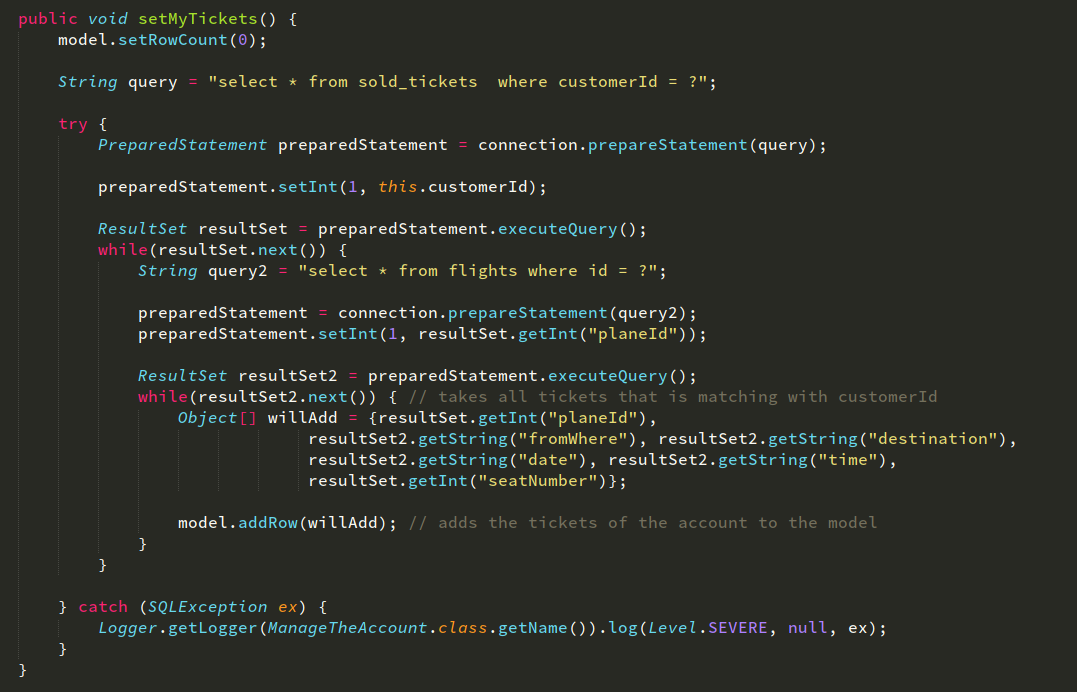 public void setMyTickets() {
    model.setRowCount(0);

    String query = "select * from sold_tickets  where customerId = ?";

    try {
        PreparedStatement preparedStatement = connection.prepareStatement(query);

        preparedStatement.setInt(1, this.customerId);

        ResultSet resultSet = preparedStatement.executeQuery();
        while(resultSet.next()) {
            String query2 = "select * from flights where id = ?";

            preparedStatement = connection.prepareStatement(query2);
            preparedStatement.setInt(1, resultSet.getInt("planeId"));

            ResultSet resultSet2 = preparedStatement.executeQuery();
            while(resultSet2.next()) { // takes all tickets that is matching with customerId
                Object[] willAdd = {resultSet.getInt("planeId"),
                             resultSet2.getString("fromWhere"), resultSet2.getString("destination"),
                             resultSet2.getString("date"), resultSet2.getString("time"),
                             resultSet.getInt("seatNumber")};

                model.addRow(willAdd); // adds the tickets of the account to the model
            }
        }

    } catch (SQLException ex) {
        Logger.getLogger(ManageTheAccount.class.getName()).log(Level.SEVERE, null, ex);
    }
}